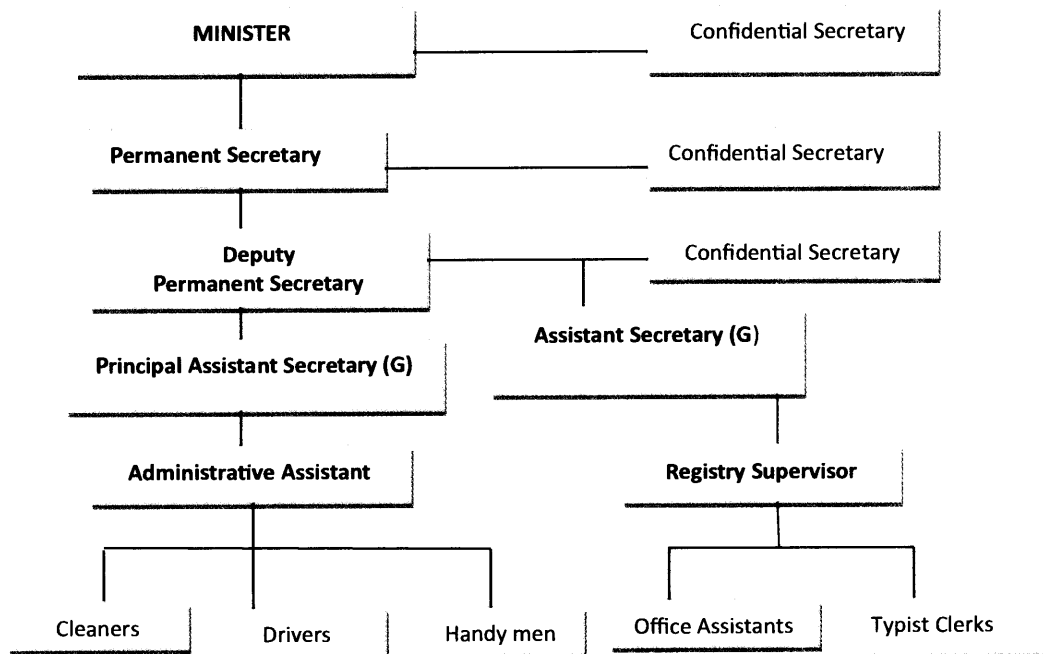 MINISTER
Confidential Secretary
Permanent Secretary
Confidential Secretary
Deputy
Permanent Secretary
Confidential Secretary
Assistant Secretary (G)
Principal Assistant Secretary (G)
Administrative Assistant
Registry Supervisor
Cleaners
Drivers
Handy men
Office Assistants
Typist Clerks